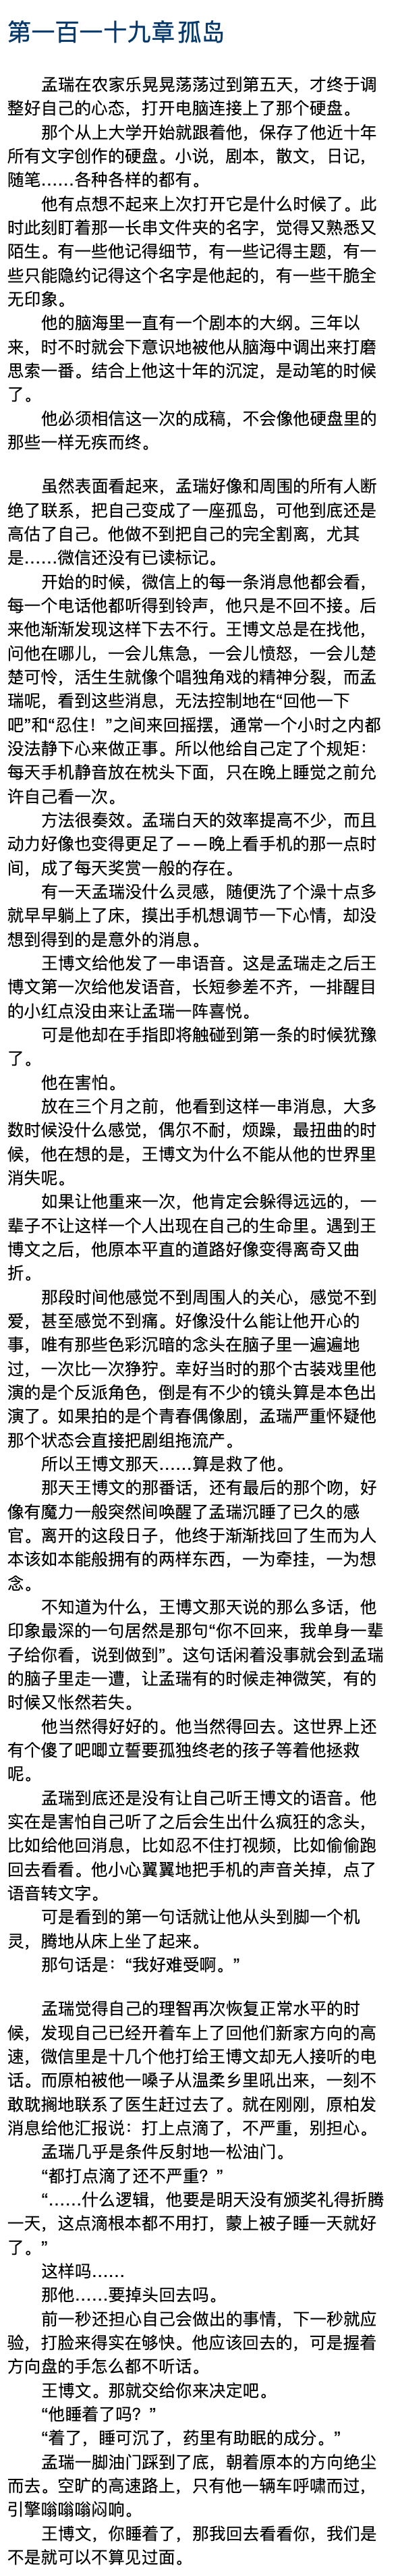 第一百一十九章 孤岛
孟瑞在农家乐晃晃荡荡过到第五天，才终于调
整好自己的心态，打开电脑连接上了那个硬盘。
那个从上大学开始就跟着他，保存了他近十年
所有文字创作的硬盘。小说，剧本，散文，日记，
随笔……各种各样的都有。
他有点想不起来上次打开它是什么时候了。此
时此刻盯着那一长串文件夹的名字，觉得又熟悉又
陌生。有一些他记得细节，有一些记得主题，有一
些只能隐约记得这个名字是他起的，有一些干脆全
无印象。
他的脑海里一直有一个剧本的大纲。三年以
来，时不时就会下意识地被他从脑海中调出来打磨
思索一番。结合上他这十年的沉淀，是动笔的时候
了。
他必须相信这一次的成稿，不会像他硬盘里的
那些一样无疾而终。
虽然表面看起来，孟瑞好像和周围的所有人断
绝了联系，把自己变成了一座孤岛，可他到底还是
高估了自己。他做不到把自己的完全割离，尤其
是……微信还没有已读标记。
开始的时候，微信上的每一条消息他都会看，
每一个电话他都听得到铃声，他只是不回不接。后
来他渐渐发现这样下去不行。王博文总是在找他，
问他在哪儿，一会儿焦急，一会儿愤怒，一会儿楚
楚可怜，活生生就像个唱独角戏的精神分裂，而孟
瑞呢，看到这些消息，无法控制地在“回他一下
吧”和“忍住！”之间来回摇摆，通常一个小时之内都
没法静下心来做正事。所以他给自己定了个规矩：
每天手机静音放在枕头下面，只在晚上睡觉之前允
许自己看一次。
方法很奏效。孟瑞白天的效率提高不少，而且
动力好像也变得更足了——晚上看手机的那一点时
间，成了每天奖赏一般的存在。
有一天孟瑞没什么灵感，随便洗了个澡十点多
就早早躺上了床，摸出手机想调节一下心情，却没
想到得到的是意外的消息。
王博文给他发了一串语音。这是孟瑞走之后王
博文第一次给他发语音，长短参差不齐，一排醒目
的小红点没由来让孟瑞一阵喜悦。
可是他却在手指即将触碰到第一条的时候犹豫
了。
他在害怕。
放在三个月之前，他看到这样一串消息，大多
数时候没什么感觉，偶尔不耐，烦躁，最扭曲的时
候，他在想的是，王博文为什么不能从他的世界里
消失呢。
如果让他重来一次，他肯定会躲得远远的，一
辈子不让这样一个人出现在自己的生命里。遇到王
博文之后，他原本平直的道路好像变得离奇又曲
折。
那段时间他感觉不到周围人的关心，感觉不到
爱，甚至感觉不到痛。好像没什么能让他开心的
事，唯有那些色彩沉暗的念头在脑子里一遍遍地
过，一次比一次狰狞。幸好当时的那个古装戏里他
演的是个反派角色，倒是有不少的镜头算是本色出
演了。如果拍的是个青春偶像剧，孟瑞严重怀疑他
那个状态会直接把剧组拖流产。
所以王博文那天……算是救了他。
那天王博文的那番话，还有最后的那个吻，好
像有魔力一般突然间唤醒了孟瑞沉睡了已久的感
官。离开的这段日子，他终于渐渐找回了生而为人
本该如本能般拥有的两样东西，一为牵挂，一为想
念。
不知道为什么，王博文那天说的那么多话，他
印象最深的一句居然是那句“你不回来，我单身一辈
子给你看，说到做到”。这句话闲着没事就会到孟瑞
的脑子里走一遭，让孟瑞有的时候走神微笑，有的
时候又怅然若失。
他当然得好好的。他当然得回去。这世界上还
有个傻了吧唧立誓要孤独终老的孩子等着他拯救
呢。
孟瑞到底还是没有让自己听王博文的语音。他
实在是害怕自己听了之后会生出什么疯狂的念头，
比如给他回消息，比如忍不住打视频，比如偷偷跑
回去看看。他小心翼翼地把手机的声音关掉，点了
语音转文字。
可是看到的第一句话就让他从头到脚一个机
灵，腾地从床上坐了起来。
那句话是：“我好难受啊。”
孟瑞觉得自己的理智再次恢复正常水平的时
候，发现自己已经开着车上了回他们新家方向的高
速，微信里是十几个他打给王博文却无人接听的电
话。而原柏被他一嗓子从温柔乡里吼出来，一刻不
敢耽搁地联系了医生赶过去了。就在刚刚，原柏发
消息给他汇报说：打上点滴了，不严重，别担心。
孟瑞几乎是条件反射地一松油门。
“都打点滴了还不严重？”
“……什么逻辑，他要是明天没有颁奖礼得折腾
一天，这点滴根本都不用打，蒙上被子睡一天就好
了。”
这样吗……
那他……要掉头回去吗。
前一秒还担心自己会做出的事情，下一秒就应
验，打脸来得实在够快。他应该回去的，可是握着
方向盘的手怎么都不听话。
王博文。那就交给你来决定吧。
“他睡着了吗？”
“着了，睡可沉了，药里有助眠的成分。”
孟瑞一脚油门踩到了底，朝着原本的方向绝尘
而去。空旷的高速路上，只有他一辆车呼啸而过，
引擎嗡嗡嗡闷响。
王博文，你睡着了，那我回去看看你，我们是
不是就可以不算见过面。